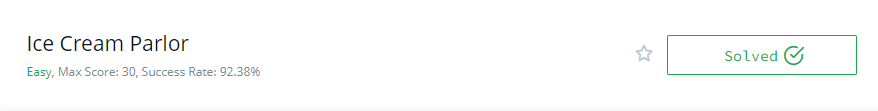 Ice Cream Parlor
Solved
Easy, Max Score: 30, Success Rate: 92.38%